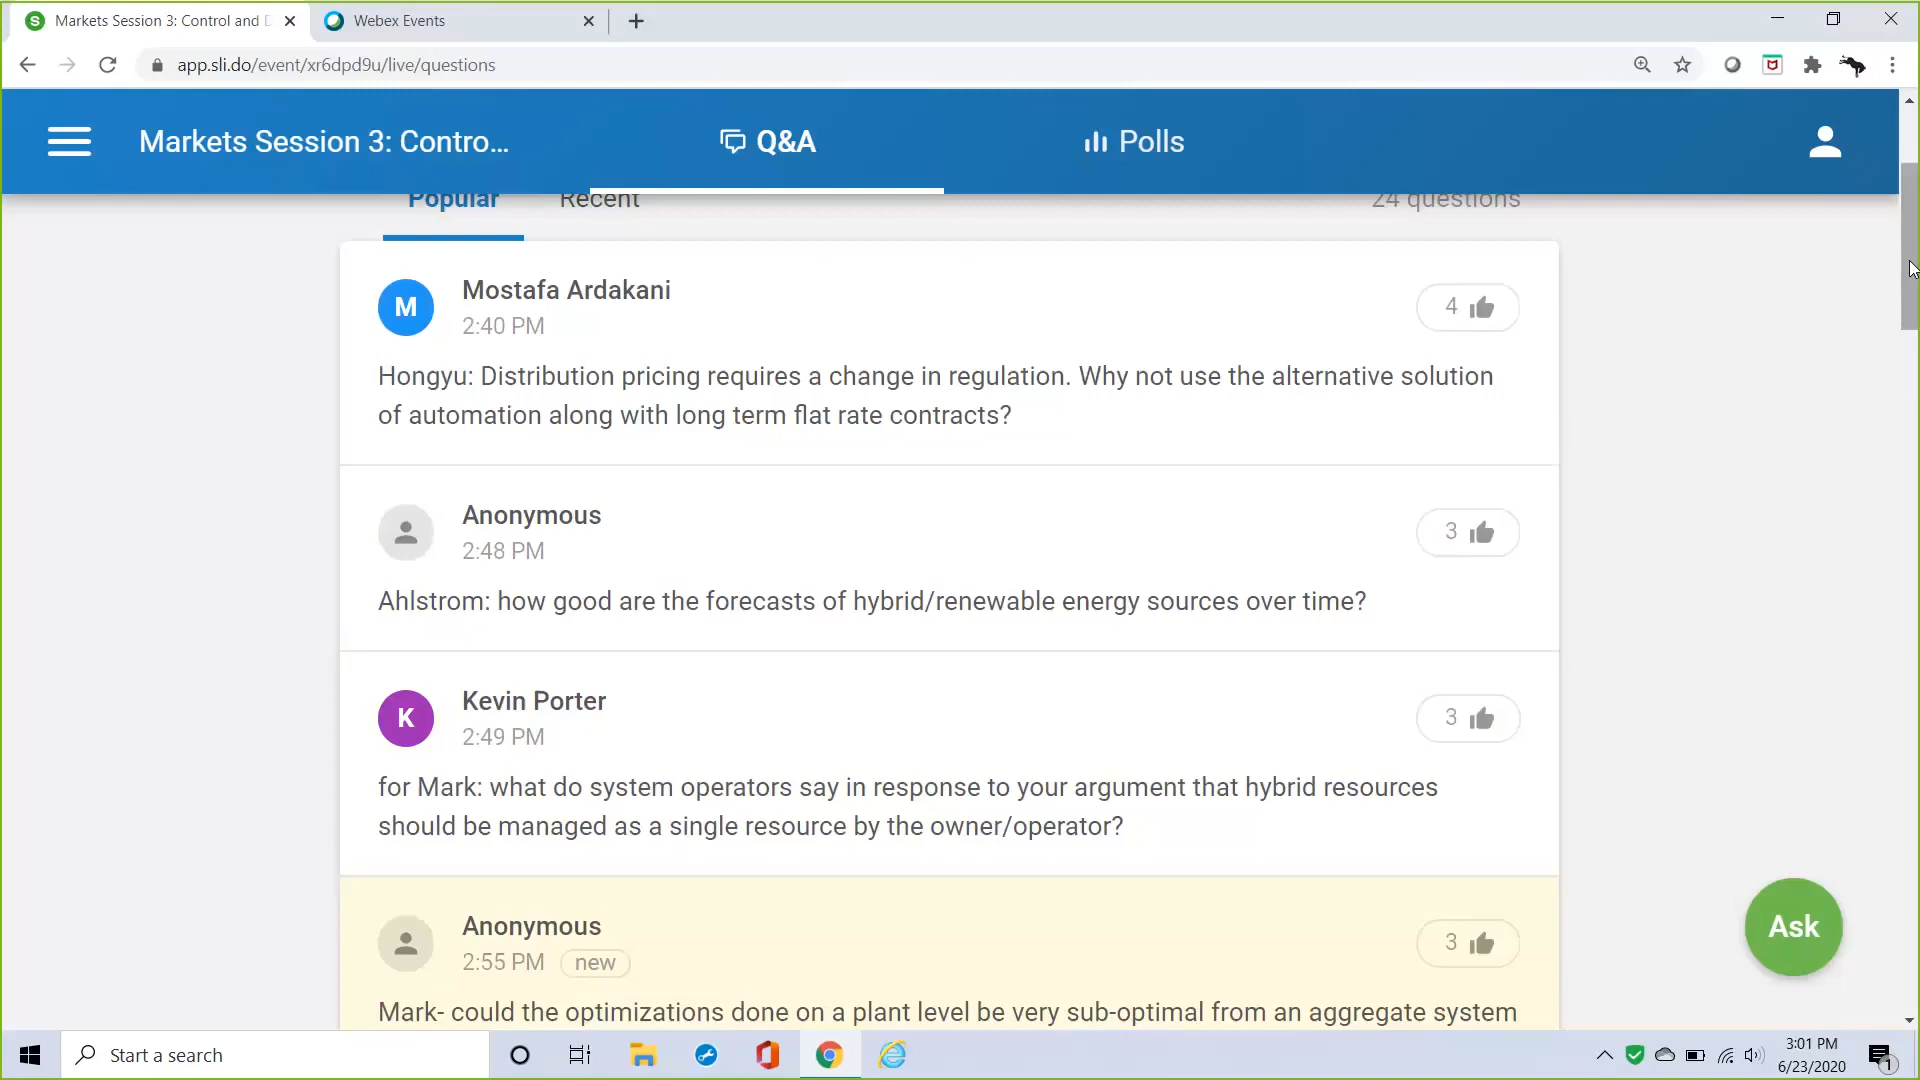 S Markets Session 3: Control and D
Webex Events
app.sli.do/event/xr6dpd9u/live/questions
Markets Session 3: Contro...
Q&A
Polls
Popular
Recent
24 questions
M
Mostafa Ardakani
2:40 PM
4
Hongyu: Distribution pricing requires a change in regulation. Why not use the alternative solution
of automation along with long term flat rate contracts?
Anonymous
2:48 PM
3
Ahlstrom: how good are the forecasts of hybrid/renewable energy sources over time?
K
Kevin Porter
2:49 PM
3
for Mark: what do system operators say in response to your argument that hybrid resources
should be managed as a single resource by the owner/operator?
Anonymous
2:55 PM
new
3
Mark- could the optimizations done on a plant level be very sub-optimal from an aggregate system
Ask
Start a search
3:01 PM
6/23/2020
1